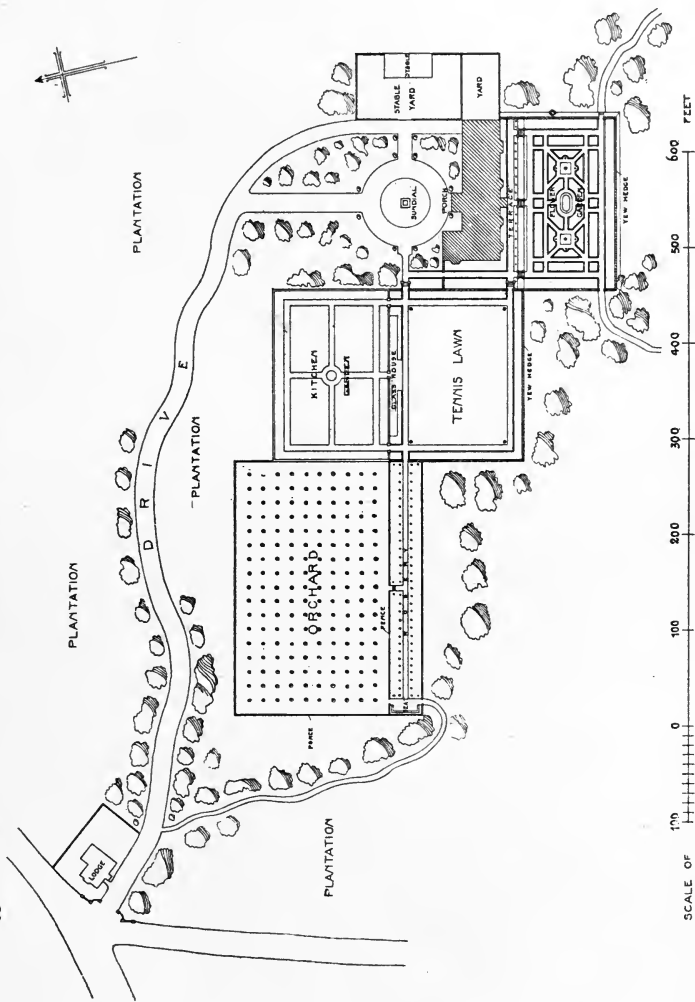 PLANTATION
STABLE
STABLE
YARD
YARD
PLANTATION
SUNDIAL
PORCH
TERRACE
FLOWER
GARDEN
YEW HEDGE
DRIVE
PLANTATION
KITCHEN
GARDEN
GLASS HOUSE
TENNIS LAWN
YEW HEDGE
ORCHARD
FENCE
FENCE
SEAT
LODGE
PLANTATION
SCALE OF 100 0 100 200 300 400 500 600 FEET